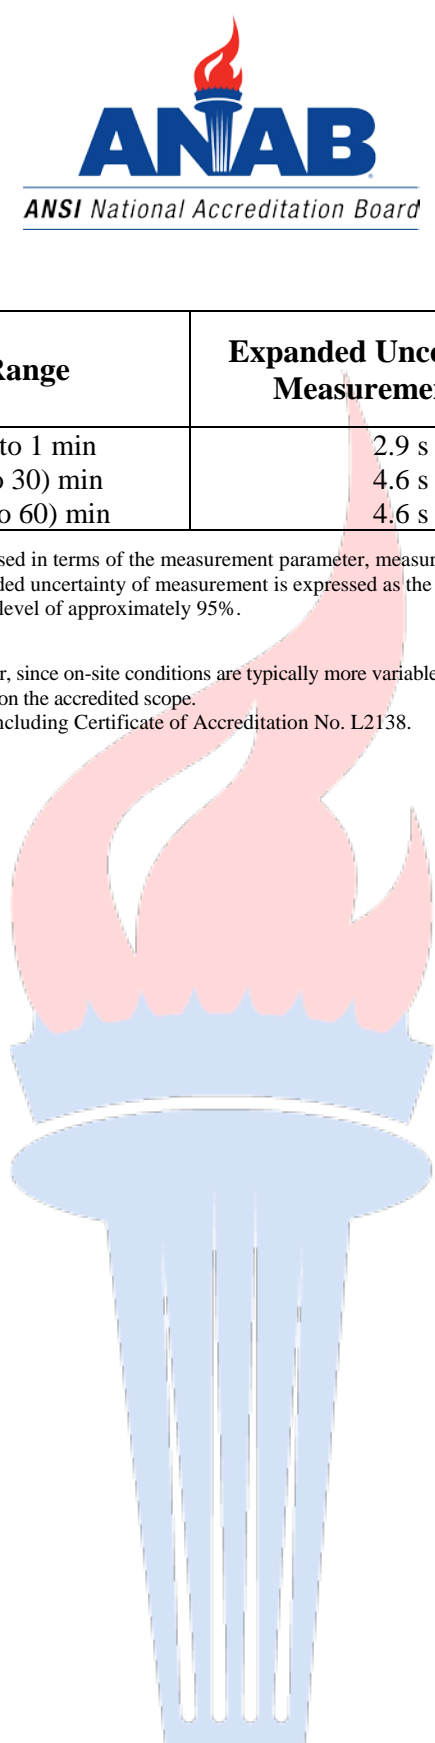 ANAB
ANSI National Accreditation Board
Range
Expanded Unce
Measuremen
to 1 min
2.9 s
30) min
4.6 s
o 60) min
4.6 s
sed in terms of the measurement parameter, measur
ded uncertainty of measurement is expressed as the
level of approximately 95%.
r, since on-site conditions are typically more variable
on the accredited scope.
ncluding Certificate of Accreditation No. L2138.